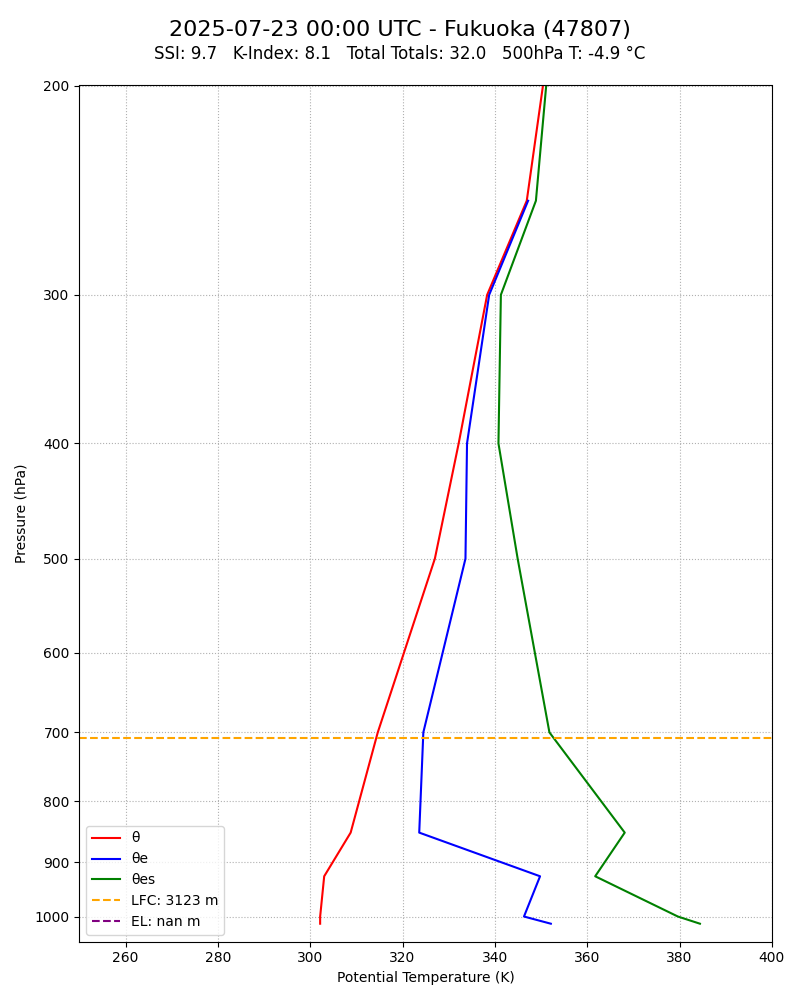 2025-07-23 00:00 UTC - Fukuoka (47807)
SSI: 9.7   K-Index: 8.1   Total Totals: 32.0   500hPa T: -4.9 °C
200
300
400
500
600
700
800
900
1000
Pressure (hPa)
θ
θe
θes
LFC: 3123 m
EL: nan m
260 280 300 320 340 360 380 400
Potential Temperature (K)